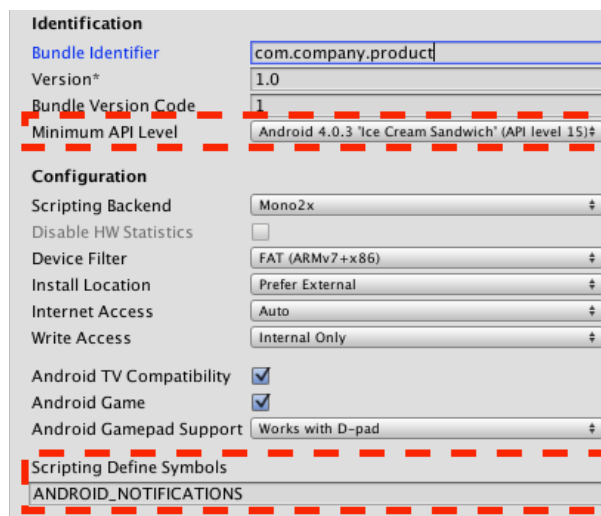 Identification
Bundle Identifier com.company.product
Version* 1.0
Bundle Version Code 1
Minimum API Level Android 4.0.3 'Ice Cream Sandwich' (API level 15)
Configuration
Scripting Backend Mono2x
Disable HW Statistics
Device Filter FAT (ARMv7+x86)
Install Location Prefer External
Internet Access Auto
Write Access Internal Only
Android TV Compatibility
Android Game
Android Gamepad Support Works with D-pad
Scripting Define Symbols
ANDROID_NOTIFICATIONS